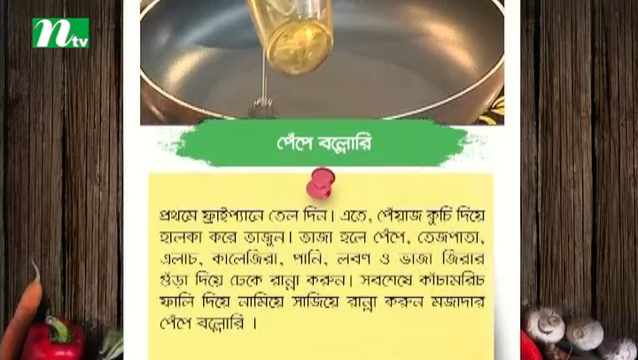 ntv
পেঁপে বল্লোরি
প্রথমে ফ্রাইপ্যানে তেল দিন। এতে, পেঁয়াজ কুচি দিয়ে
হালকা করে ভাজুন। ভাজা হলে পেঁপে, তেজপাতা,
এলাচ, কালেজিরা, পানি, লবণ ও ভাজা জিরার
গুঁড়া দিয়ে ঢেকে রান্না করুন। সবশেষে কাঁচামরিচ
ফালি দিয়ে নামিয়ে সাজিয়ে রান্না করুন মজাদার
পেঁপে বল্লোরি ।